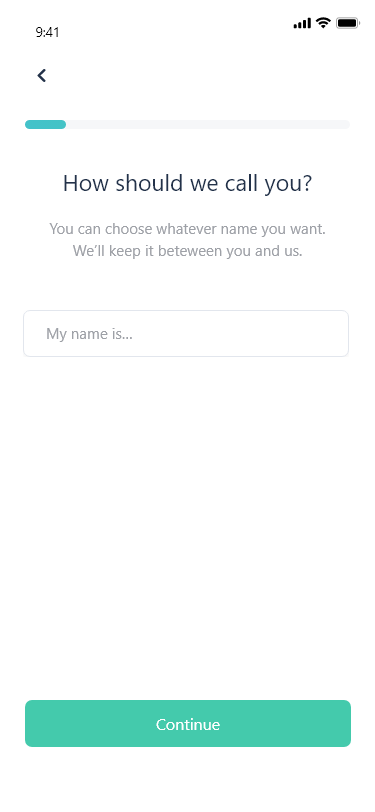 9:41
How should we call you?
You can choose whatever name you want.
We’ll keep it beteween you and us.
My name is...
Continue